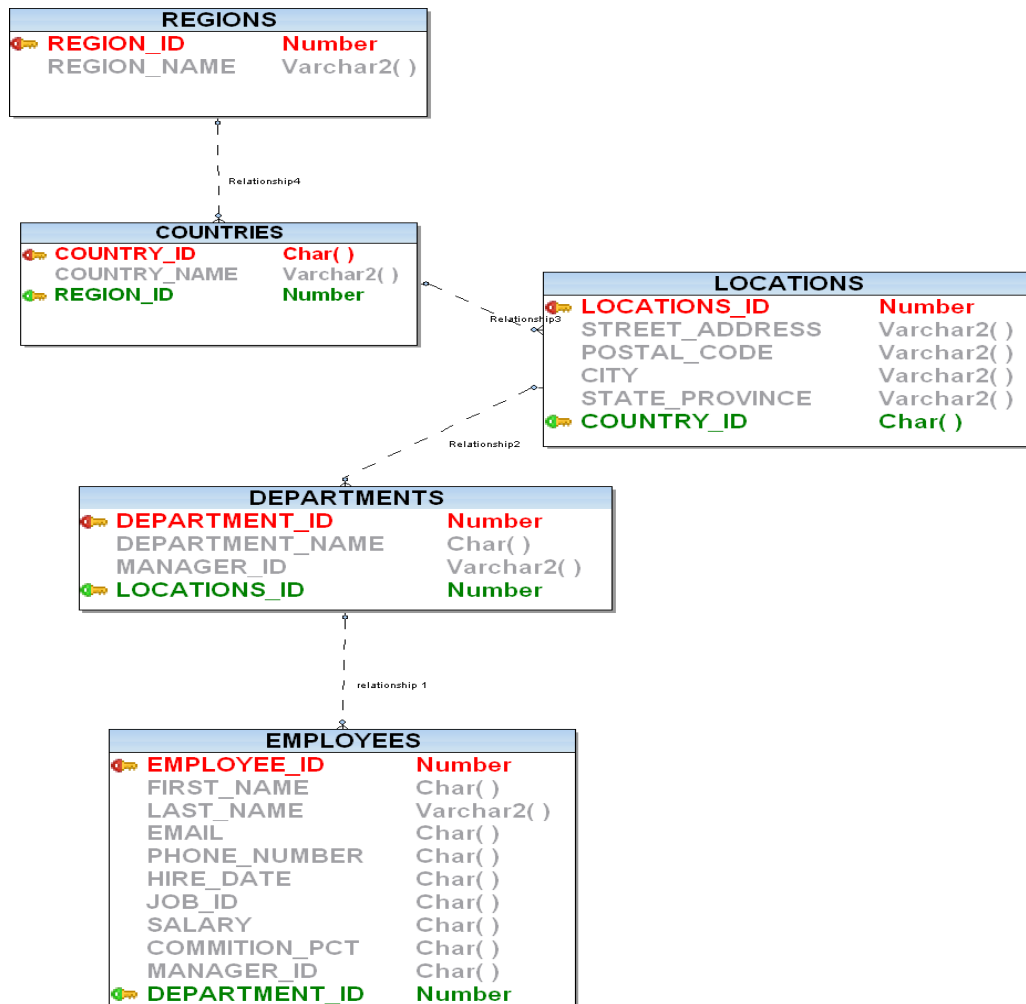 REGIONS
REGION_ID Number
REGION_NAME Varchar2( )
Relationship4
COUNTRIES
COUNTRY_ID Char( )
COUNTRY_NAME Varchar2( )
REGION_ID Number
Relationship3
LOCATIONS
LOCATIONS_ID Number
STREET_ADDRESS Varchar2( )
POSTAL_CODE Varchar2( )
CITY Varchar2( )
STATE_PROVINCE Varchar2( )
COUNTRY_ID Char( )
Relationship2
DEPARTMENTS
DEPARTMENT_ID Number
DEPARTMENT_NAME Char( )
MANAGER_ID Varchar2( )
LOCATIONS_ID Number
relationship 1
EMPLOYEES
EMPLOYEE_ID Number
FIRST_NAME Char( )
LAST_NAME Varchar2( )
EMAIL Char( )
PHONE_NUMBER Char( )
HIRE_DATE Char( )
JOB_ID Char( )
SALARY Char( )
COMMITION_PCT Char( )
MANAGER_ID Char( )
DEPARTMENT_ID Number